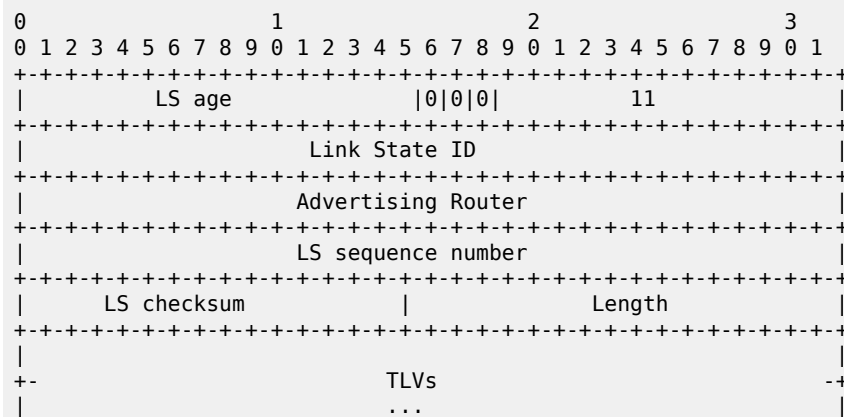 0                   1                   2                   3
0 1 2 3 4 5 6 7 8 9 0 1 2 3 4 5 6 7 8 9 0 1 2 3 4 5 6 7 8 9 0 1
+-+-+-+-+-+-+-+-+-+-+-+-+-+-+-+-+-+-+-+-+-+-+-+-+-+-+-+-+-+-+-+-+
|          LS age              |0|0|0|          11              |
+-+-+-+-+-+-+-+-+-+-+-+-+-+-+-+-+-+-+-+-+-+-+-+-+-+-+-+-+-+-+-+-+
|                      Link State ID                            |
+-+-+-+-+-+-+-+-+-+-+-+-+-+-+-+-+-+-+-+-+-+-+-+-+-+-+-+-+-+-+-+-+
|                     Advertising Router                        |
+-+-+-+-+-+-+-+-+-+-+-+-+-+-+-+-+-+-+-+-+-+-+-+-+-+-+-+-+-+-+-+-+
|                     LS sequence number                        |
+-+-+-+-+-+-+-+-+-+-+-+-+-+-+-+-+-+-+-+-+-+-+-+-+-+-+-+-+-+-+-+-+
|      LS checksum            |              Length             |
+-+-+-+-+-+-+-+-+-+-+-+-+-+-+-+-+-+-+-+-+-+-+-+-+-+-+-+-+-+-+-+-+
|                                                               |
+-                           TLVs                              -+
|                            ...                                |